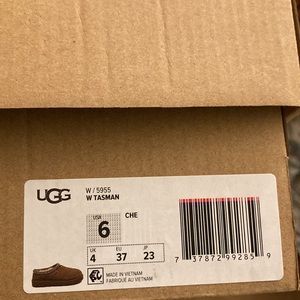 UGG
W / 5955
W TASMAN
USA
6
CHE
UK EU JP
4 37 23
MADE IN VIETNAM
FABRIQUÉ AU VIETNAM
7 37872 99285 9